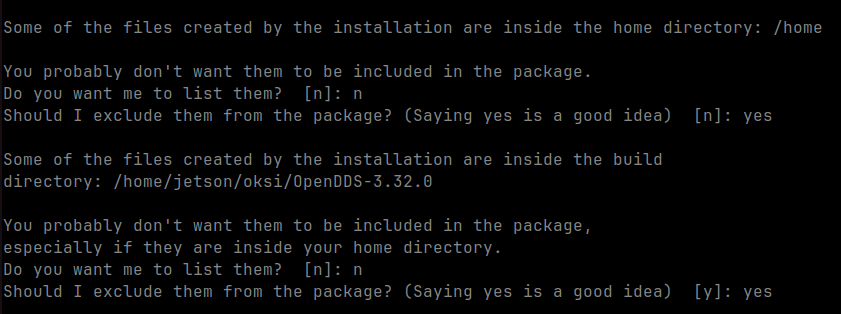 Some of the files created by the installation are inside the home directory: /home
You probably don't want them to be included in the package.
Do you want me to list them?  [n]: n
Should I exclude them from the package? (Saying yes is a good idea)  [n]: yes
Some of the files created by the installation are inside the build
directory: /home/jetson/oksi/OpenDDS-3.32.0
You probably don't want them to be included in the package,
especially if they are inside your home directory.
Do you want me to list them?  [n]: n
Should I exclude them from the package? (Saying yes is a good idea)  [y]: yes